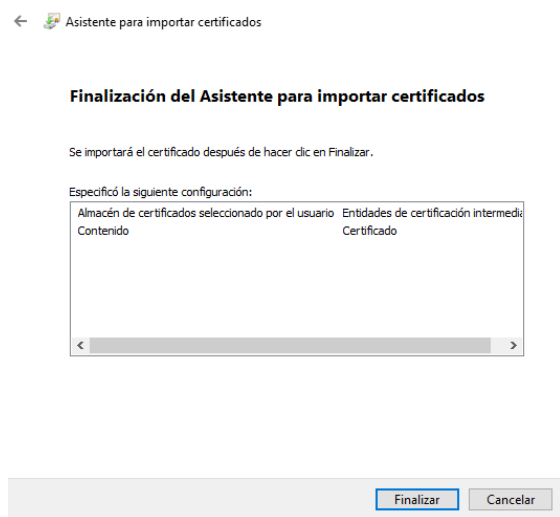 Asistente para importar certificados
Finalización del Asistente para importar certificados
Se importará el certificado después de hacer clic en Finalizar.
Especificó la siguiente configuración:
Almacén de certificados seleccionado por el usuario Entidades de certificación intermedia
Contenido Certificado
Finalizar Cancelar